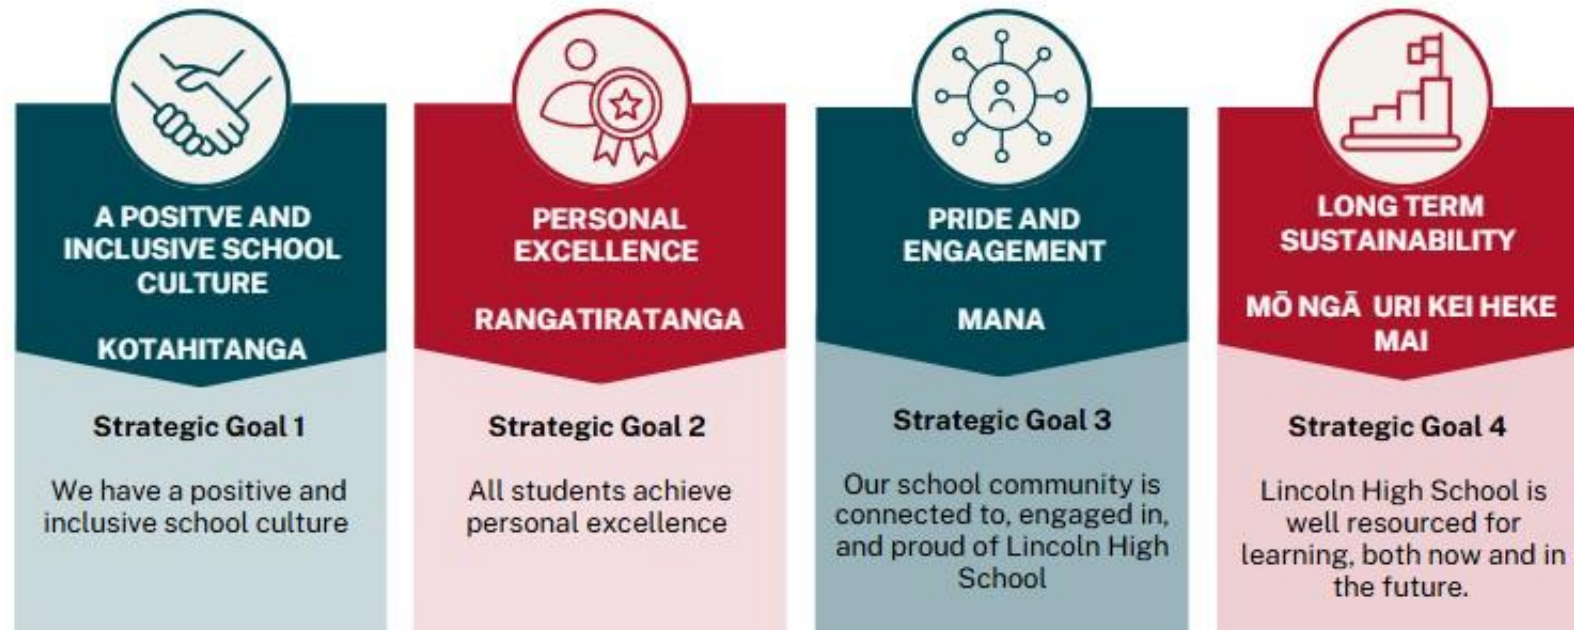 A POSITVE AND
INCLUSIVE SCHOOL
CULTURE
KOTAHITANGA
Strategic Goal 1
We have a positive and
inclusive school culture
PERSONAL
EXCELLENCE
RANGATIRATANGA
Strategic Goal 2
All students achieve
personal excellence
PRIDE AND
ENGAGEMENT
MANA
Strategic Goal 3
Our school community is
connected to, engaged in,
and proud of Lincoln High
School
LONG TERM
SUSTAINABILITY
MŌ NGĀ URI KEI HEKE
MAI
Strategic Goal 4
Lincoln High School is
well resourced for
learning, both now and in
the future.